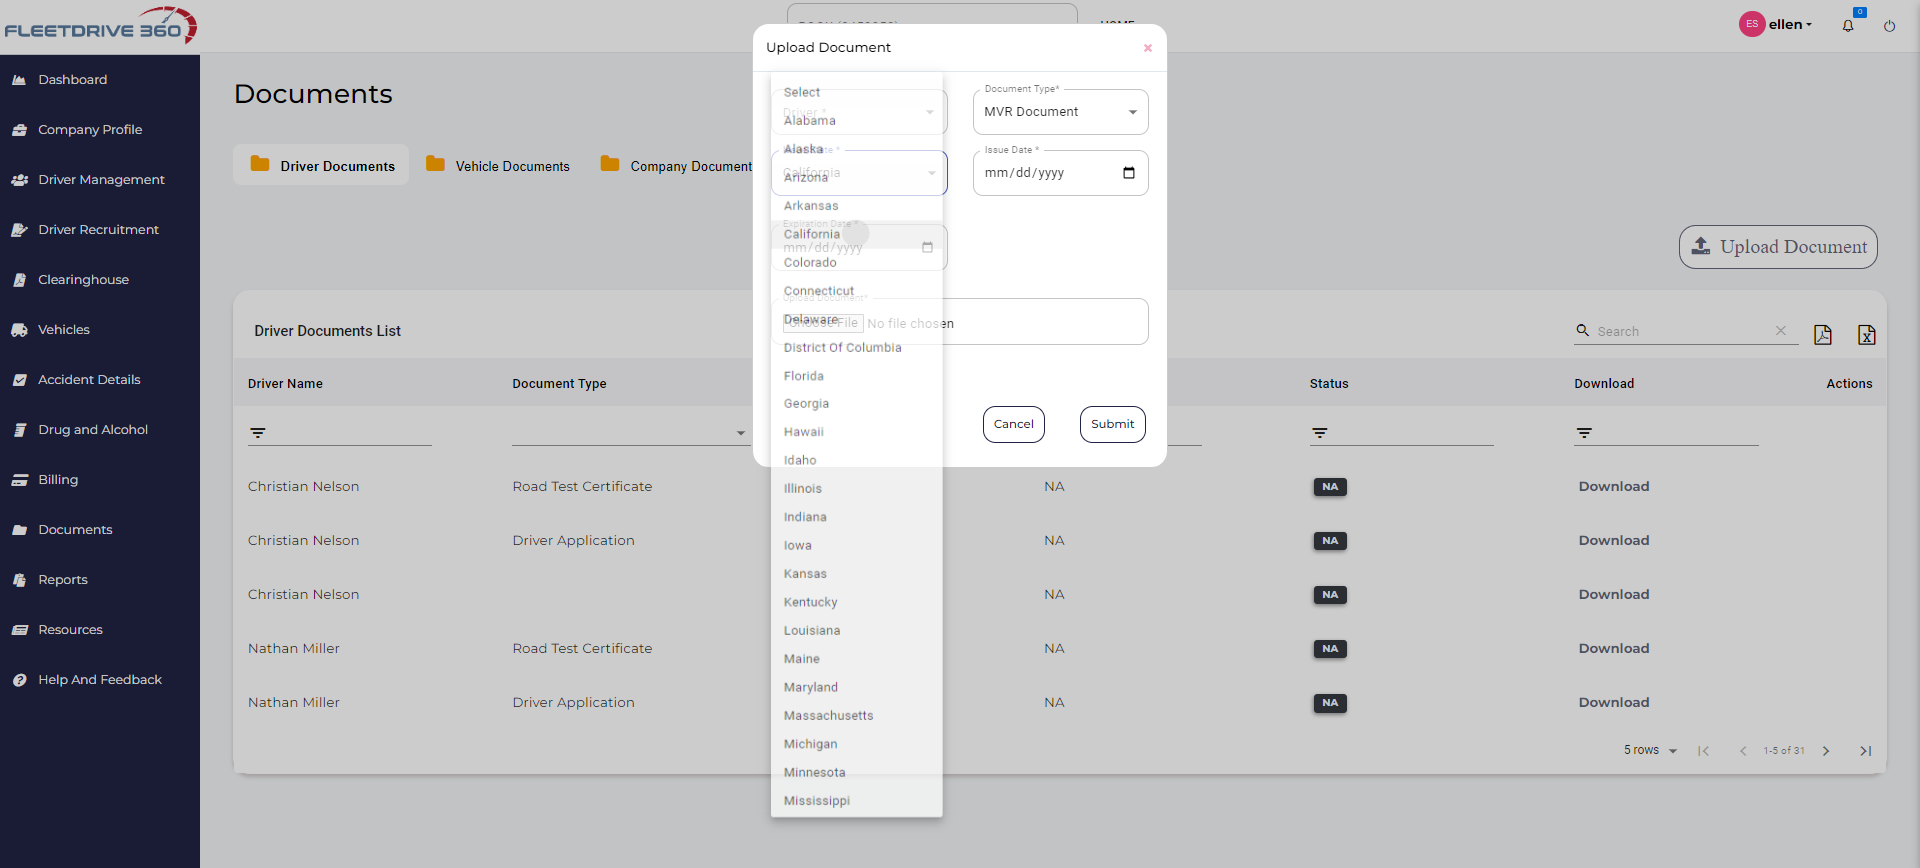 FLEETDRIVE 360
HOME
ES
ellen
0
Dashboard
Company Profile
Driver Management
Driver Recruitment
Clearinghouse
Vehicles
Accident Details
Drug and Alcohol
Billing
Documents
Reports
Resources
Help And Feedback
Documents
Driver Documents
Vehicle Documents
Company Document
Upload Document
Upload Document
Driver *
Document Type*
MVR Document
California
Issue Date *
mm/dd/yyyy
Expiration Date *
mm/dd/yyyy
Upload Document*
Choose File No file chosen
Cancel
Submit
Select
Alabama
Alaska
Arizona
Arkansas
California
Colorado
Connecticut
Delaware
District Of Columbia
Florida
Georgia
Hawaii
Idaho
Illinois
Indiana
Iowa
Kansas
Kentucky
Louisiana
Maine
Maryland
Massachusetts
Michigan
Minnesota
Mississippi
Driver Documents List
Search
Driver Name Document Type Status Download Actions
Christian Nelson Road Test Certificate NA NA Download
Christian Nelson Driver Application NA NA Download
Christian Nelson NA NA Download
Nathan Miller Road Test Certificate NA NA Download
Nathan Miller Driver Application NA NA Download
5 rows
1-5 of 31